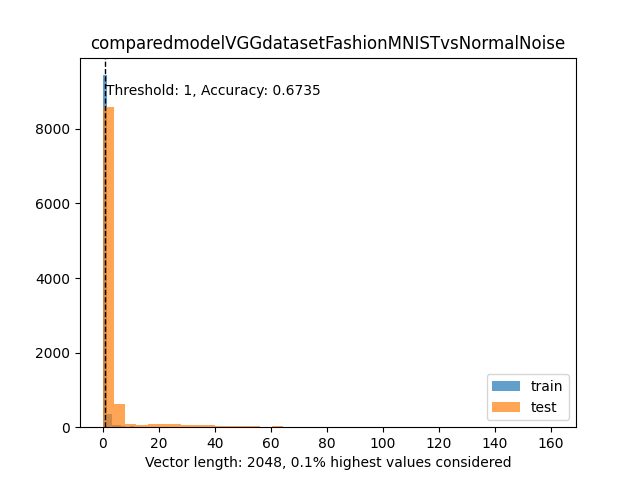 comparedmodelVGGdatasetFashionMNISTvsNormalNoise
Threshold: 1, Accuracy: 0.6735
8000
6000
4000
2000
0
train
test
0 20 40 60 80 100 120 140 160
Vector length: 2048, 0.1% highest values considered